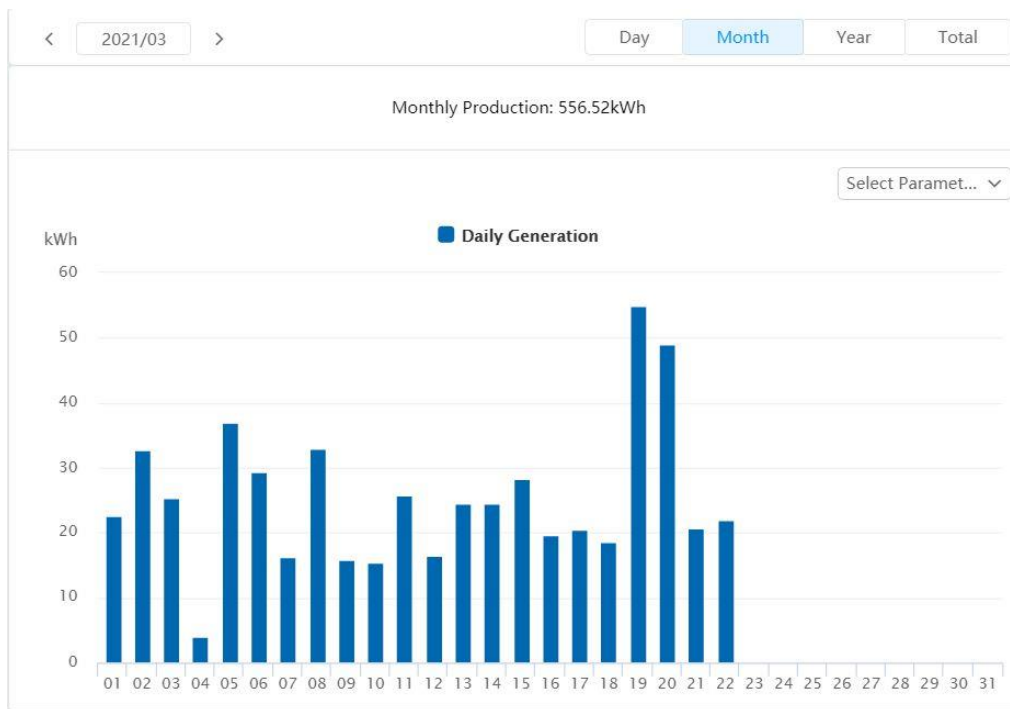 2021/03
Day Month Year Total
Monthly Production: 556.52kWh
Select Paramet...
kWh
Daily Generation
60
50
40
30
20
10
0
01 02 03 04 05 06 07 08 09 10 11 12 13 14 15 16 17 18 19 20 21 22 23 24 25 26 27 28 29 30 31